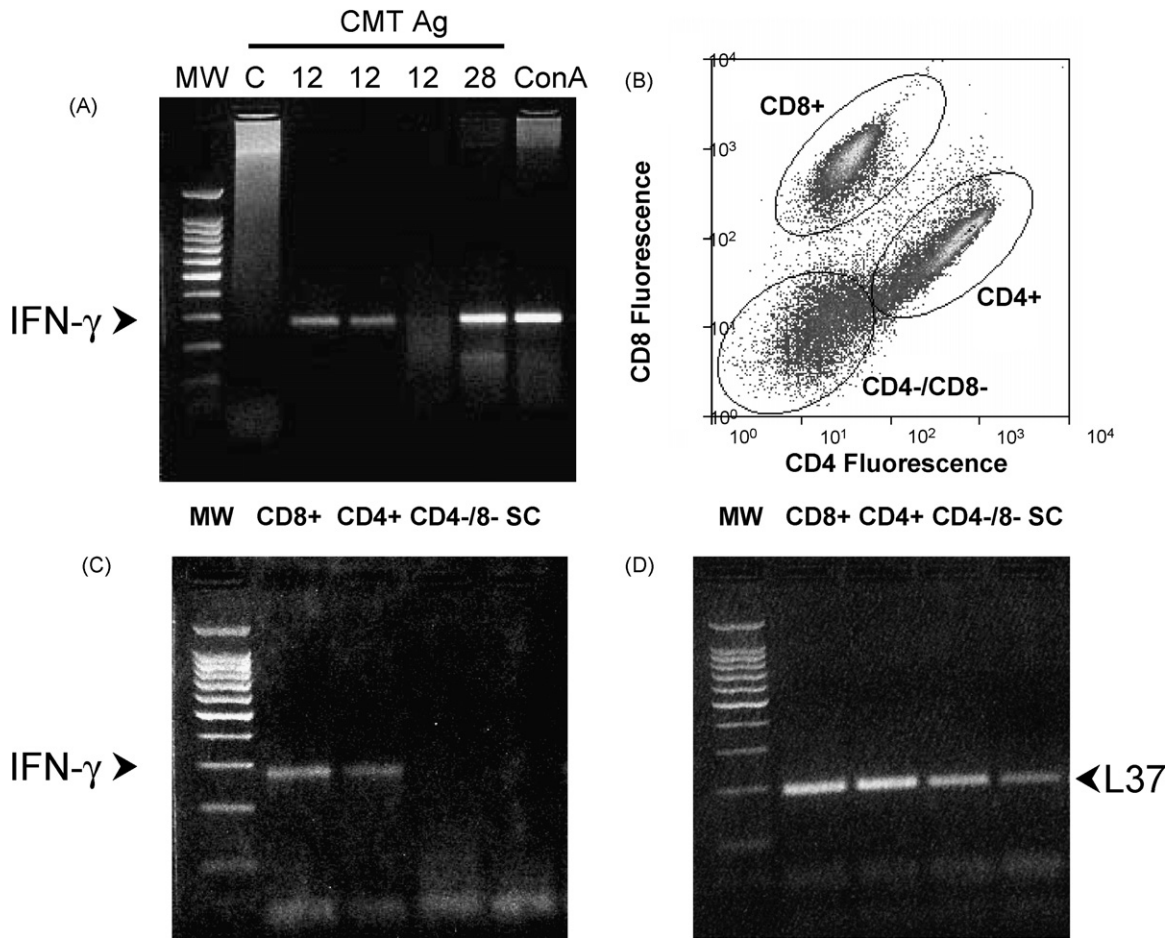 CMT Ag
MW C 12 12 12 28 ConA
(A)
IFN-γ
(B)
10⁴
10³
10²
10¹
10⁰
CD8 Fluorescence
CD8+
CD4+
CD4-/CD8-
10⁰ 10¹ 10² 10³ 10⁴
CD4 Fluorescence
MW CD8+ CD4+ CD4-/8- SC
(C)
IFN-γ
MW CD8+ CD4+ CD4-/8- SC
(D)
L37